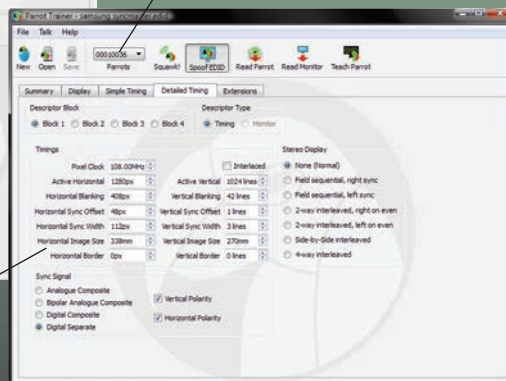 Parrot Trainer - samsung syncmaster.edid
File Talk Help
00010036
New Open Save Parrots Squawk! Spoof EDID Read Parrot Read Monitor Teach Parrot
Summary Display Simple Timing Detailed Timing Extensions
Descriptor Block Descriptor Type
Block 1 Block 2 Block 3 Block 4 Timing Monitor
Timings Stereo Display
Pixel Clock 108.00MHz Interlaced None (Normal)
Active Horizontal 1280px Active Vertical 1024 lines Field sequential, right sync
Horizontal Blanking 408px Vertical Blanking 42 lines Field sequential, left sync
Horizontal Sync Offset 48px Vertical Sync Offset 1 lines 2-way interleaved, right on even
Horizontal Sync Width 112px Vertical Sync Width 3 lines 2-way interleaved, left on even
Horizontal Image Size 338mm Vertical Image Size 270mm Side-by-Side interleaved
Horizontal Border 0px Vertical Border 0 lines 4-way interleaved
Sync Signal
Analogue Composite
Bipolar Analogue Composite Vertical Polarity
Digital Composite
Digital Separate Horizontal Polarity